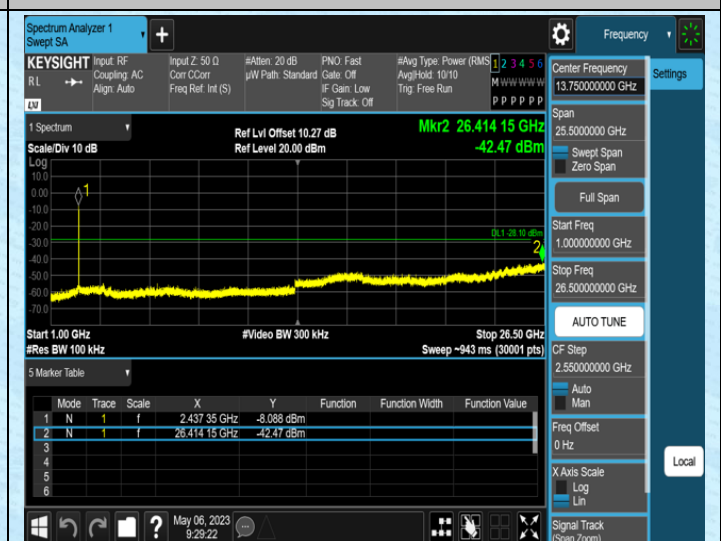 Spectrum Analyzer 1
Swept SA
Frequency
KEYSIGHT
RL
LXI
Input: RF
Coupling: AC
Align: Auto
Input Z: 50 Ω
Corr CCorr
Freq Ref: Int (S)
#Atten: 20 dB
µW Path: Standard
PNO: Fast
Gate: Off
IF Gain: Low
Sig Track: Off
#Avg Type: Power (RMS
Avg|Hold: 10/10
Trig: Free Run
1 2 3 4 5 6
M W W W W W
P P P P P P
1 Spectrum
Scale/Div 10 dB
Ref Lvl Offset 10.27 dB
Ref Level 20.00 dBm
Mkr2 26.414 15 GHz
-42.47 dBm
Log
10.0
0.00
-10.0
-20.0
-30.0
-40.0
-50.0
-60.0
-70.0
1
DL1 -28.10 dBm
2
Start 1.00 GHz
#Res BW 100 kHz
#Video BW 300 kHz
Stop 26.50 GHz
Sweep ~943 ms (30001 pts)
5 Marker Table
Mode Trace Scale X Y Function Function Width Function Value
1 N 1 f 2.437 35 GHz -8.088 dBm
2 N 1 f 26.414 15 GHz -42.47 dBm
3
4
5
6
May 06, 2023
9:29:22
Center Frequency
13.750000000 GHz
Span
25.5000000 GHz
Swept Span
Zero Span
Full Span
Start Freq
1.000000000 GHz
Stop Freq
26.500000000 GHz
AUTO TUNE
CF Step
2.550000000 GHz
Auto
Man
Freq Offset
0 Hz
X Axis Scale
Log
Lin
Signal Track
(Span Zoom)
Settings
Local